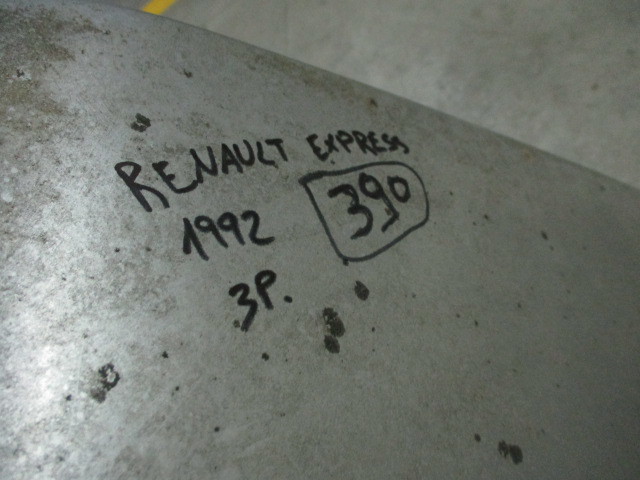 RENAULT EXPRESS
1992 390
3P.